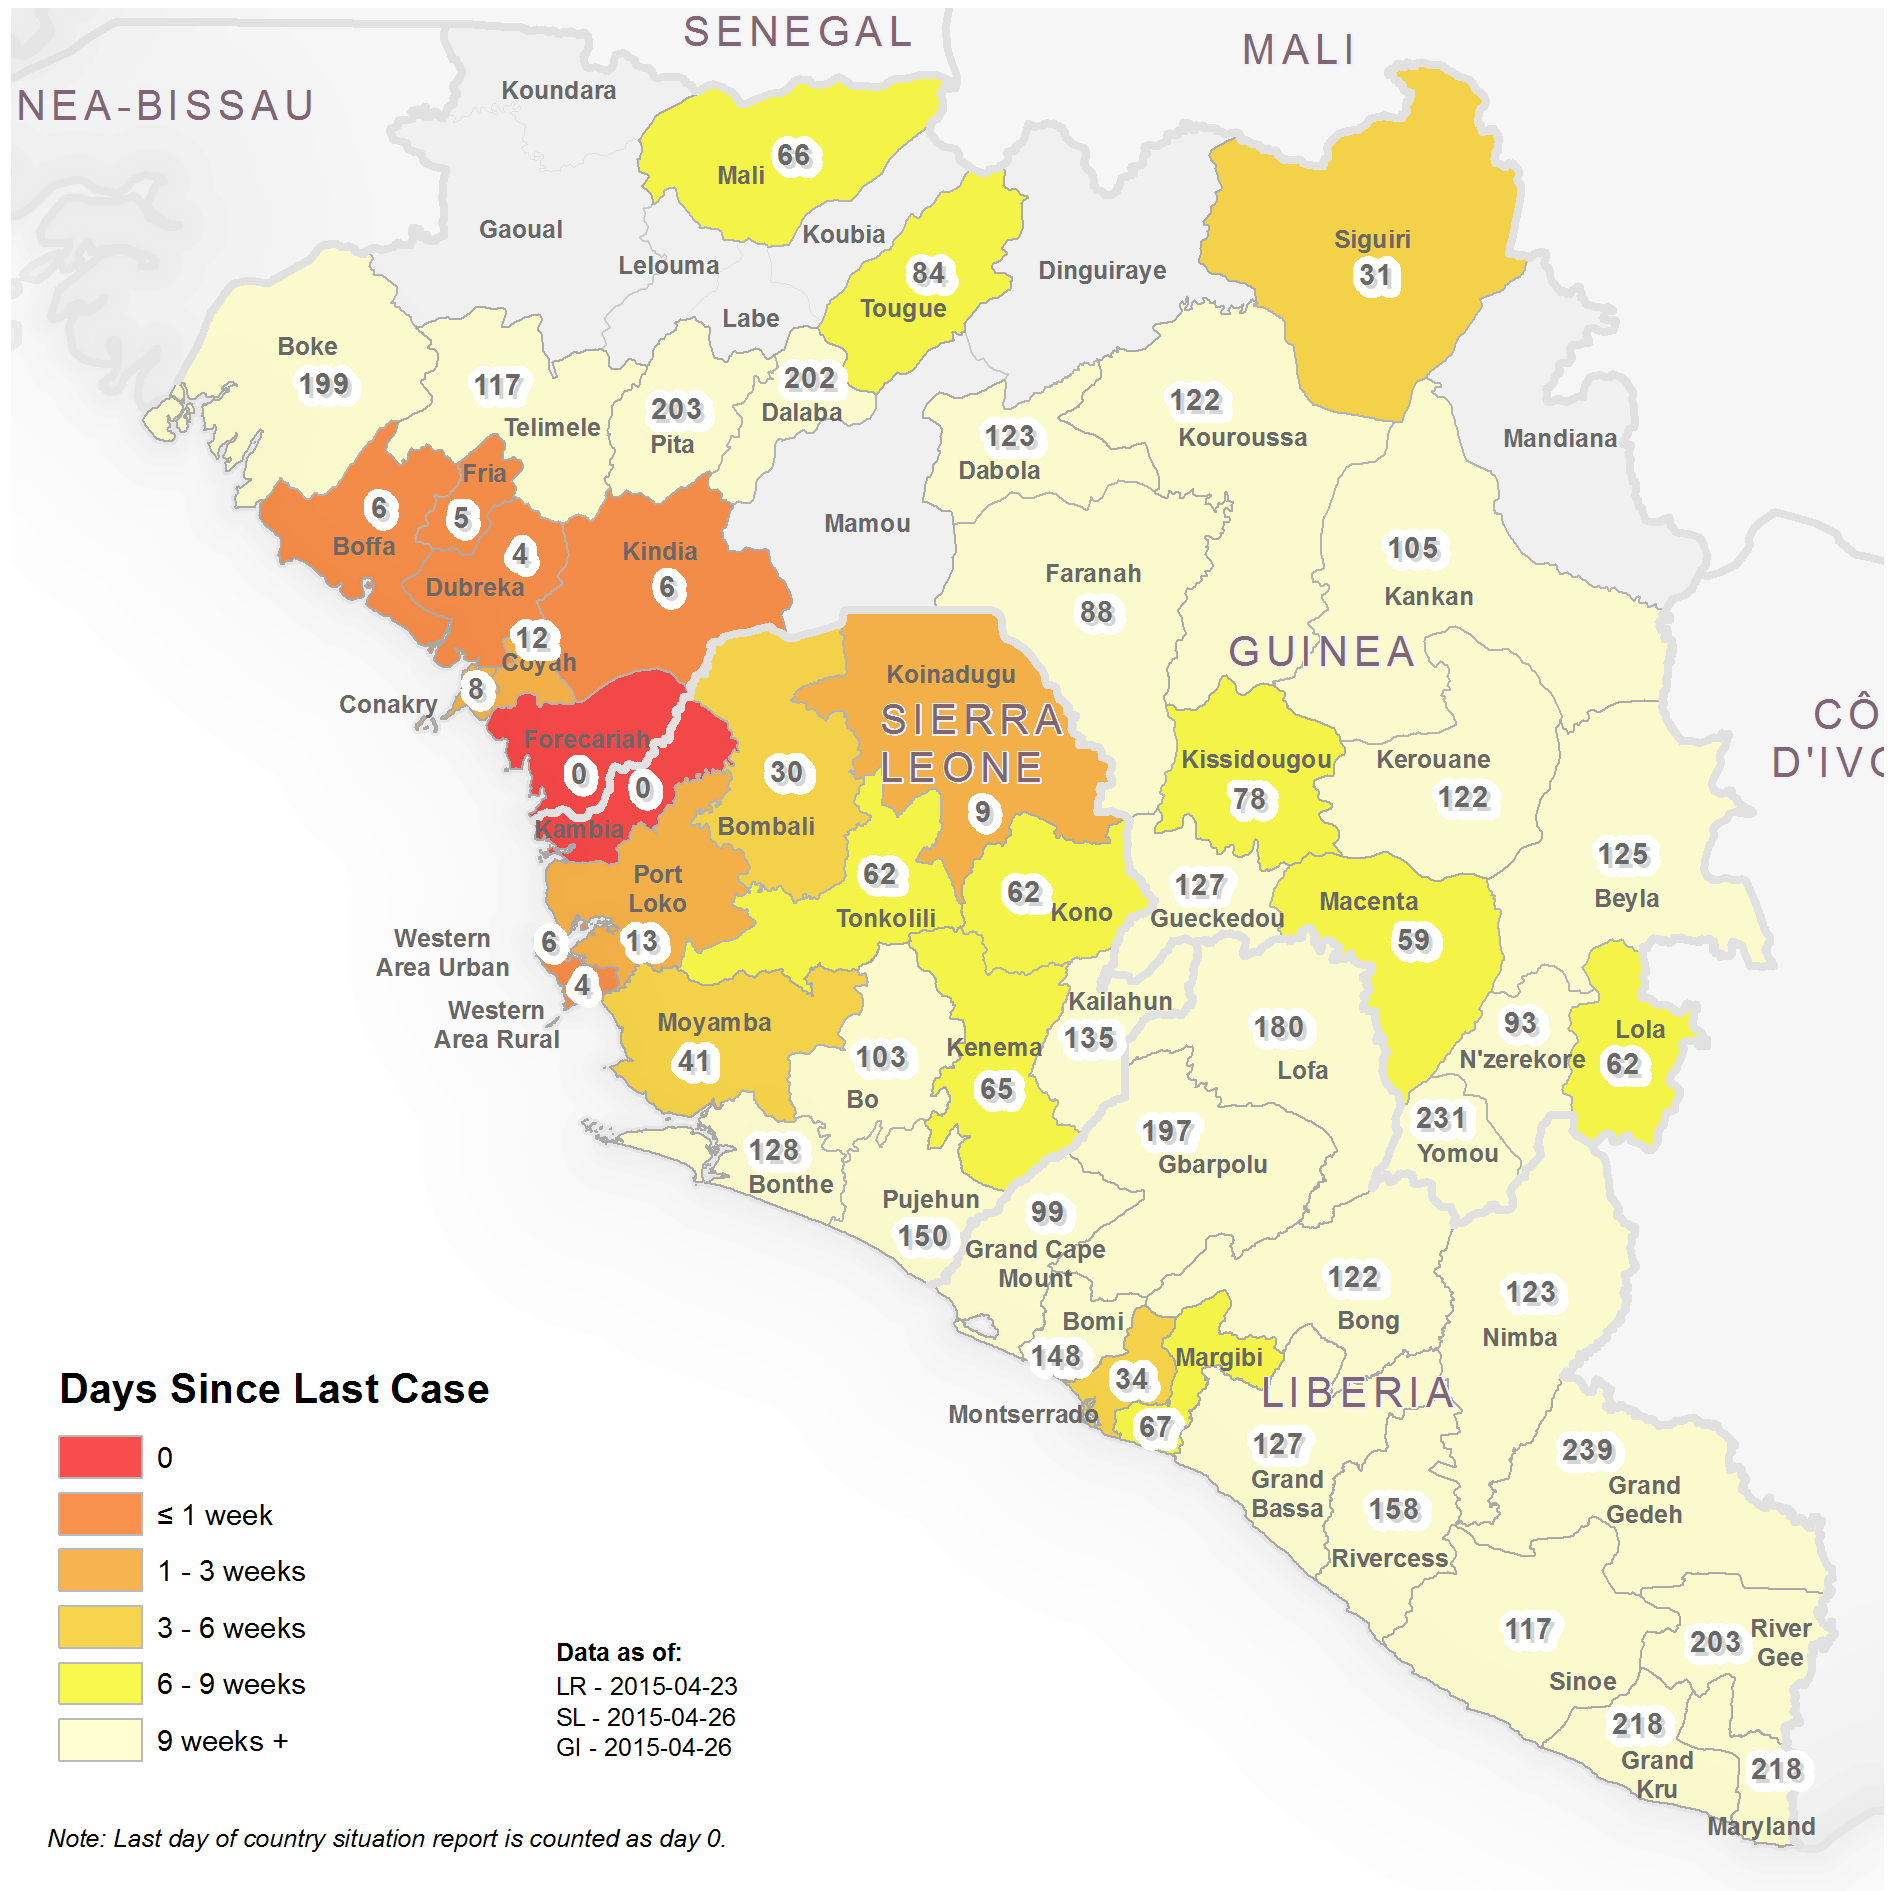 SENEGAL
MALI
NEA-BISSAU
Koundara
66
Mali
Gaoual
Koubia
Lelouma
84
Tougue
Dinguiraye
Siguiri
31
Labe
Boke
199
117
Telimele
203
Pita
202
Dalaba
123
Dabola
122
Kouroussa
Mandiana
Fria
6
5
Boffa
4
Dubreka
Kindia
6
Mamou
Faranah
88
105
Kankan
12
Coyah
8
Conakry
GUINEA
Koinadugu
SIERRA
LEONE
9
CÔ
D'IVO
Forecariah
0
0
Kambia
30
Bombali
Kissidougou
78
Kerouane
122
Port
Loko
13
62
Tonkolili
62
Kono
127
Gueckedou
Macenta
59
125
Beyla
Western
Area Urban
6
4
Western
Area Rural
Moyamba
41
103
Bo
Kenema
65
Kailahun
135
180
Lofa
93
N'zerekore
Lola
62
231
Yomou
128
Bonthe
Pujehun
150
197
Gbarpolu
99
Grand Cape
Mount
122
Bong
123
Nimba
Bomi
148
34
Margibi
Montserrado
67
LIBERIA
127
Grand
Bassa
158
Rivercess
239
Grand
Gedeh
117
Sinoe
203
River
Gee
218
Grand
Kru
218
Maryland
Days Since Last Case
0
≤ 1 week
1 - 3 weeks
3 - 6 weeks
6 - 9 weeks
9 weeks +
Data as of:
LR - 2015-04-23
SL - 2015-04-26
GI - 2015-04-26
Note: Last day of country situation report is counted as day 0.